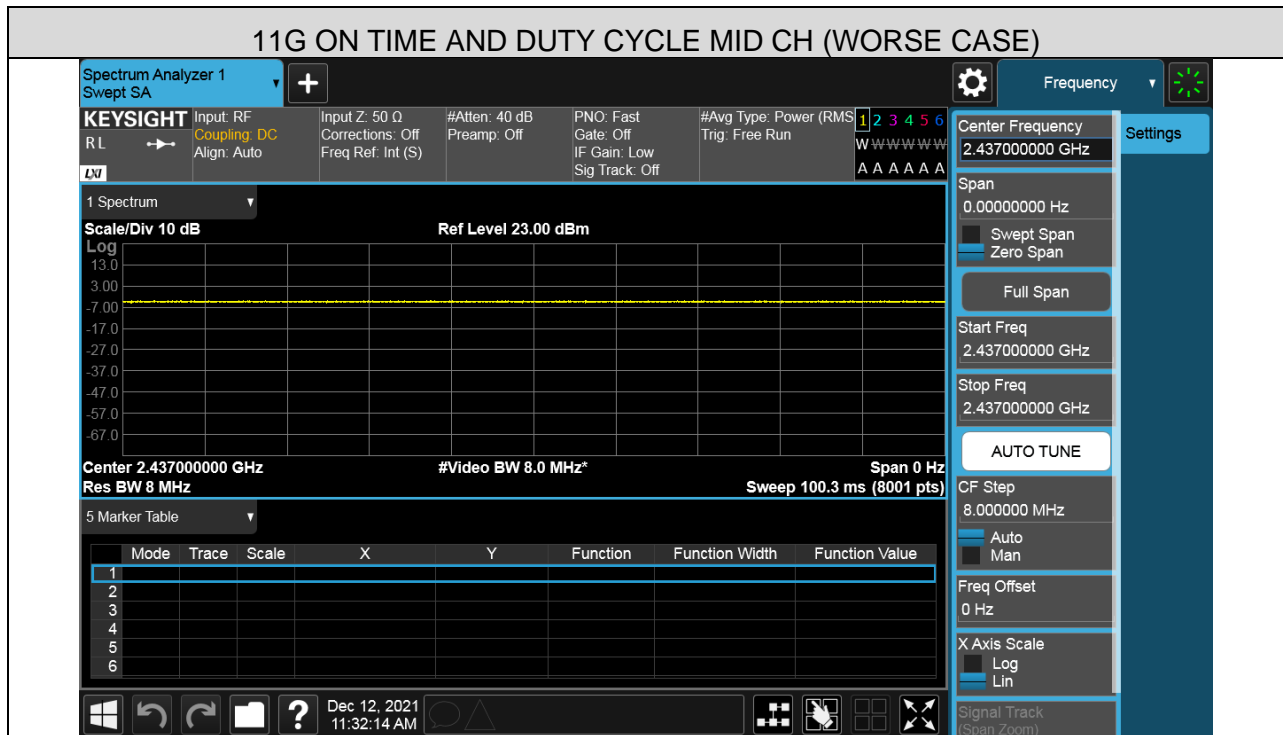 11G ON TIME AND DUTY CYCLE MID CH (WORSE CASE)
Spectrum Analyzer 1
Swept SA
Frequency
KEYSIGHT
RL
LXI
Input: RF
Coupling: DC
Align: Auto
Input Z: 50 Ω
Corrections: Off
Freq Ref: Int (S)
#Atten: 40 dB
Preamp: Off
PNO: Fast
Gate: Off
IF Gain: Low
Sig Track: Off
#Avg Type: Power (RMS
Trig: Free Run
1 2 3 4 5 6
W W W W W W
A A A A A A
1 Spectrum
Scale/Div 10 dB
Ref Level 23.00 dBm
Log
13.0
3.00
-7.00
-17.0
-27.0
-37.0
-47.0
-57.0
-67.0
Center 2.437000000 GHz
#Video BW 8.0 MHz*
Span 0 Hz
Res BW 8 MHz
Sweep 100.3 ms (8001 pts)
5 Marker Table
Mode Trace Scale X Y Function Function Width Function Value
1
2
3
4
5
6
Dec 12, 2021
11:32:14 AM
Center Frequency
2.437000000 GHz
Settings
Span
0.00000000 Hz
Swept Span
Zero Span
Full Span
Start Freq
2.437000000 GHz
Stop Freq
2.437000000 GHz
AUTO TUNE
CF Step
8.000000 MHz
Auto
Man
Freq Offset
0 Hz
X Axis Scale
Log
Lin
Signal Track
(Span Zoom)